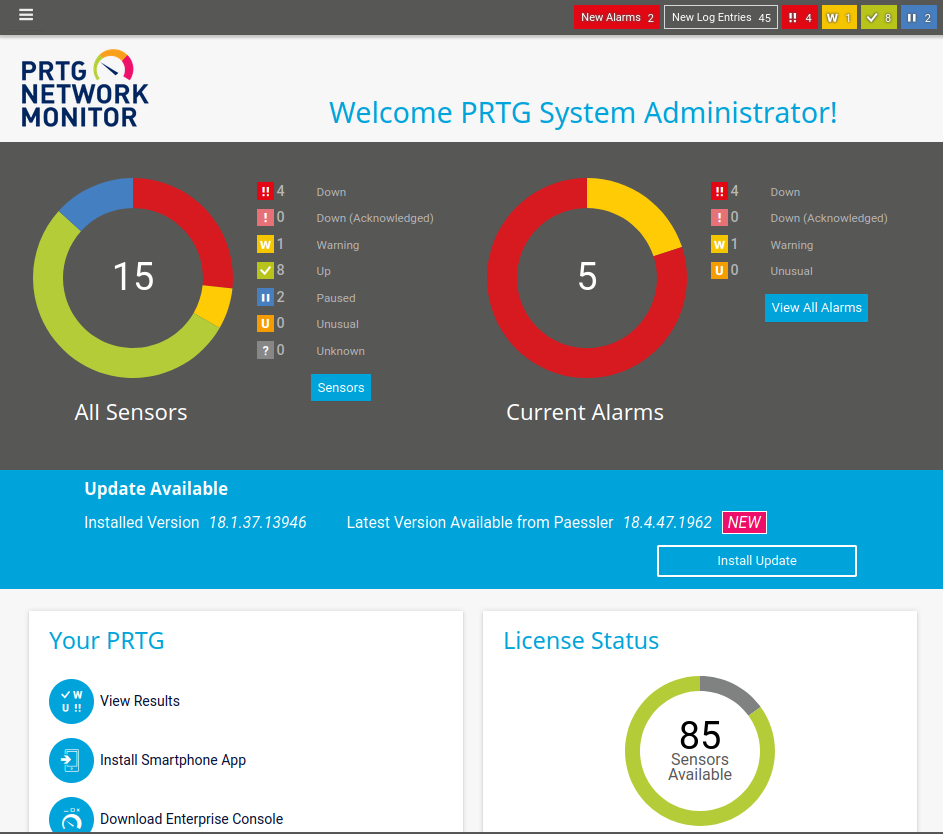 New Alarms 2 New Log Entries 45 !! 4 W 1 8 2
PRTG
NETWORK
MONITOR
Welcome PRTG System Administrator!
15
!! 4 Down
! 0 Down (Acknowledged)
W 1 Warning
8 Up
2 Paused
U 0 Unusual
? 0 Unknown
Sensors
All Sensors
5
!! 4 Down
! 0 Down (Acknowledged)
W 1 Warning
U 0 Unusual
View All Alarms
Current Alarms
Update Available
Installed Version 18.1.37.13946 Latest Version Available from Paessler 18.4.47.1962 NEW
Install Update
Your PRTG
W
U !!
View Results
Install Smartphone App
Download Enterprise Console
License Status
85
Sensors
Available